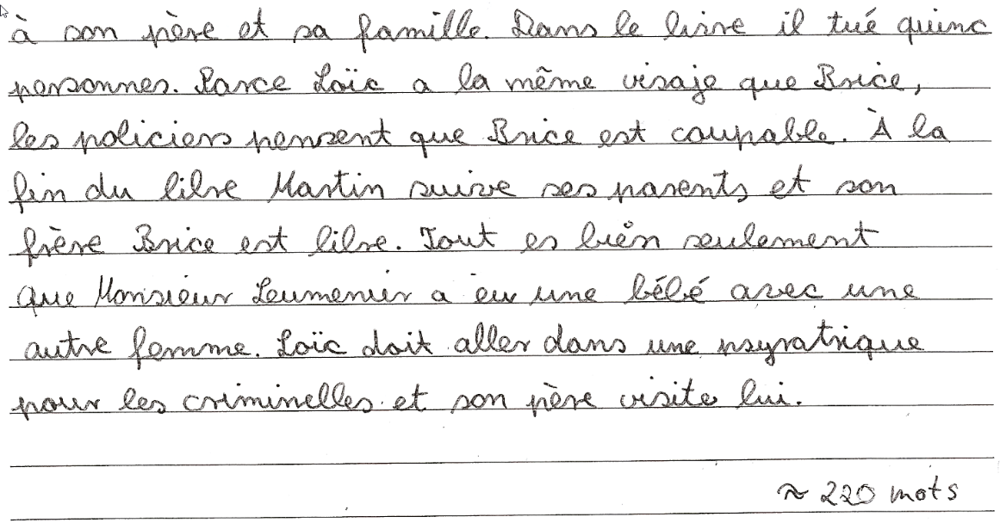 à son père et sa famille. Dans le livre il tué quinc
personnes. Parce Loïc a la même visaje que Brice,
les policiers pensent que Brice est coupable. À la
fin du libre Martin suive ses parents et son
frère Brice est libre. Tout es bien seulement
que Monsieur Leumenier a eu une bébé avec une
autre femme. Loïc doit aller dans une psyratrique
pour les criminelles et son père visite lui.
≈ 220 mots